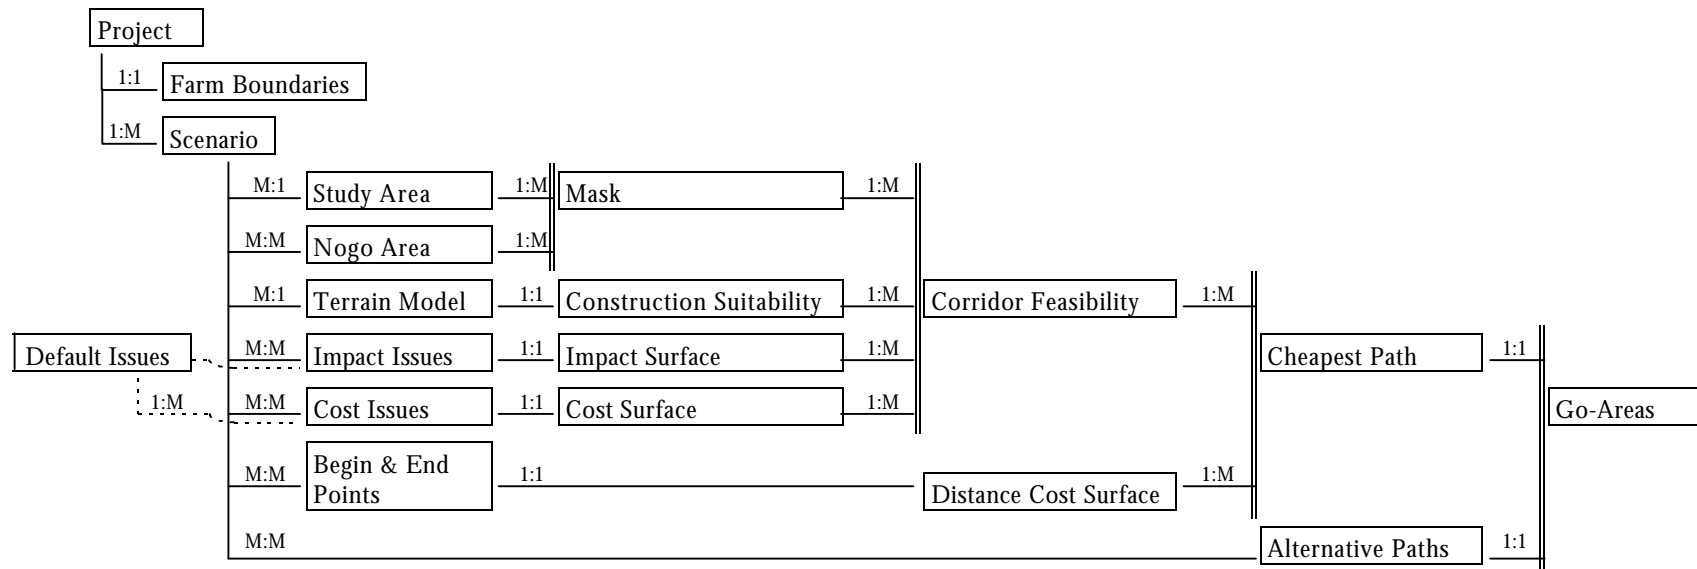 Project
1:1
Farm Boundaries
1:M
Scenario
M:1
Study Area
1:M
Mask
1:M
M:M
Nogo Area
1:M
M:1
Terrain Model
1:1
Construction Suitability
1:M
Corridor Feasibility
1:M
Default Issues
M:M
Impact Issues
1:1
Impact Surface
1:M
Cheapest Path
1:1
1:M
M:M
Cost Issues
1:1
Cost Surface
1:M
Go-Areas
M:M
Begin & End
Points
1:1
Distance Cost Surface
1:M
M:M
Alternative Paths
1:1